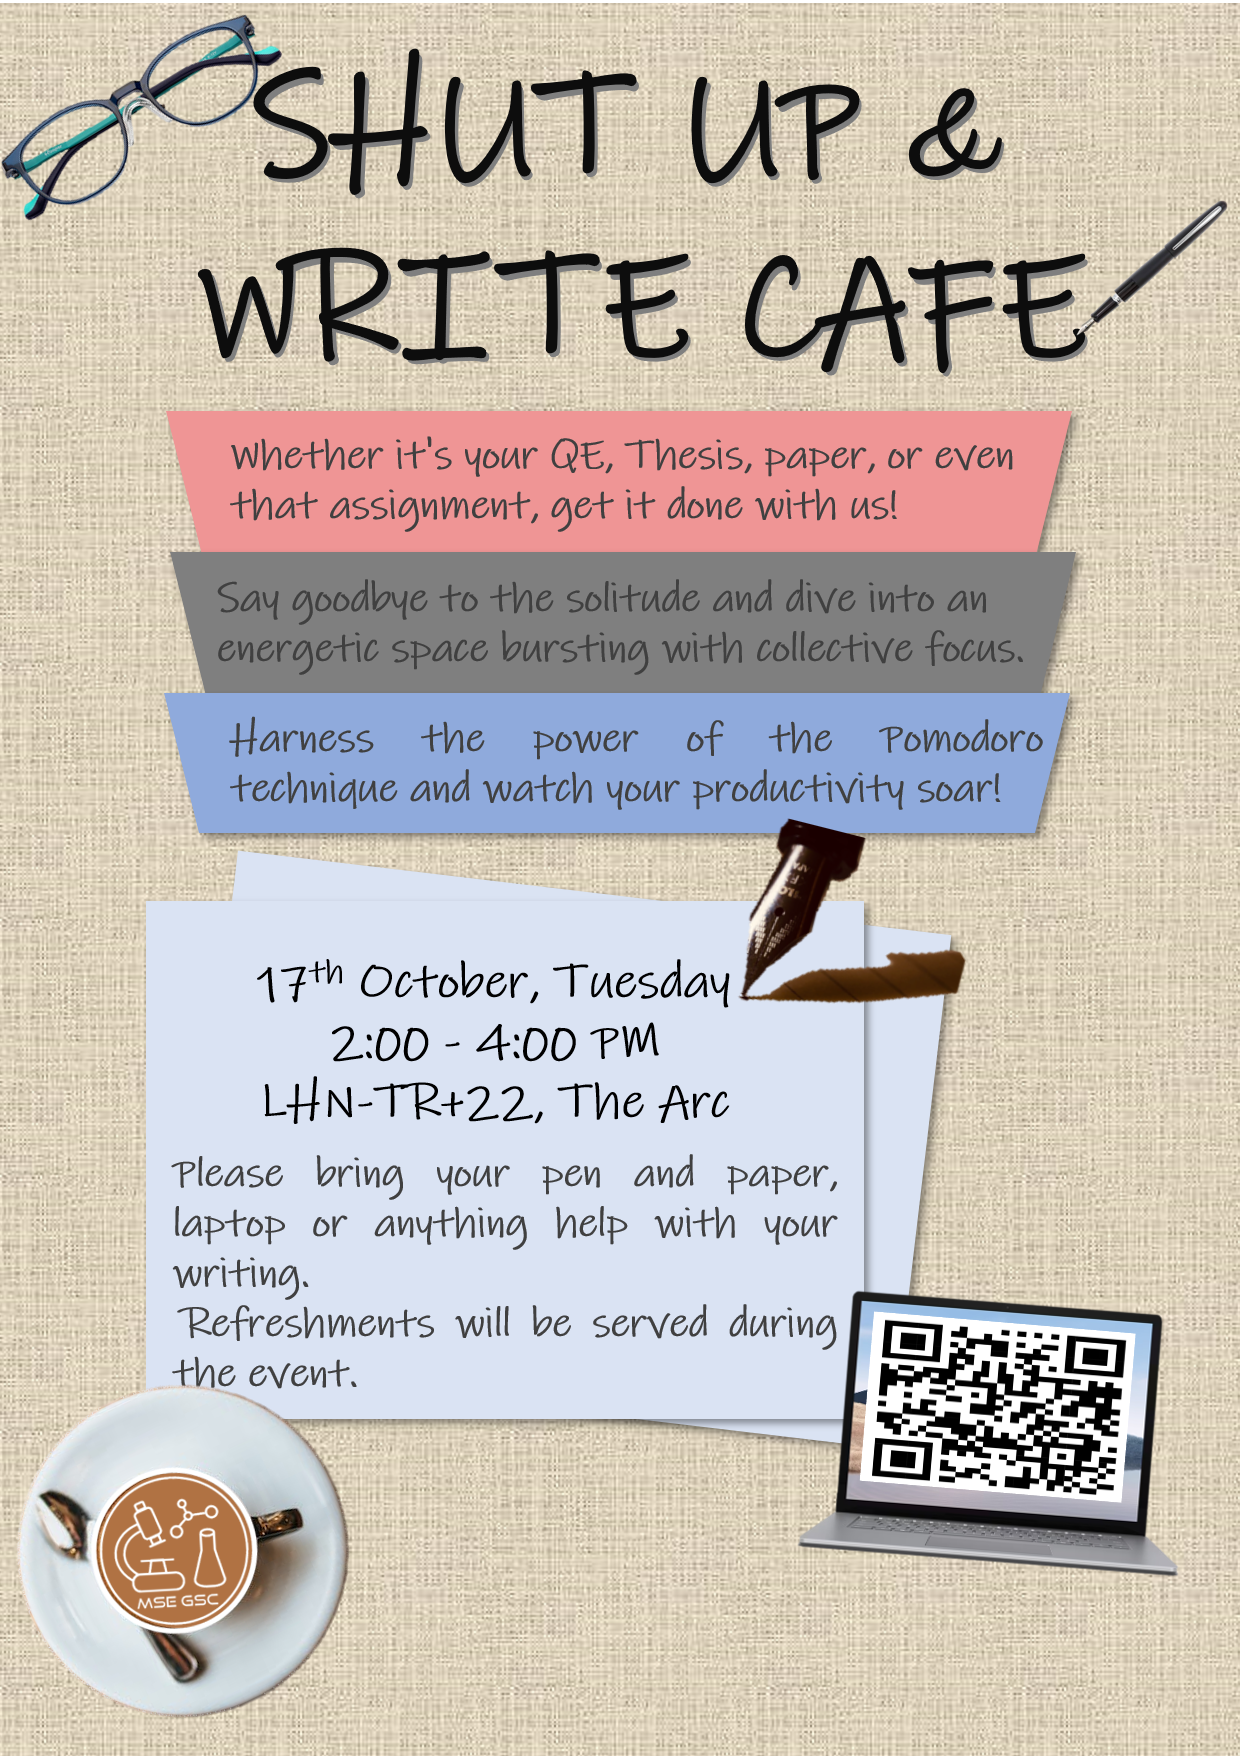 SHUT UP &
WRITE CAFE
Whether it's your QE, Thesis, paper, or even
that assignment, get it done with us!
Say goodbye to the solitude and dive into an
energetic space bursting with collective focus.
Harness the power of the Pomodoro
technique and watch your productivity soar!
17th October, Tuesday
2:00 - 4:00 PM
LHN-TR+22, The Arc
Please bring your pen and paper,
laptop or anything help with your
writing.
Refreshments will be served during
the event.
MSE GSC